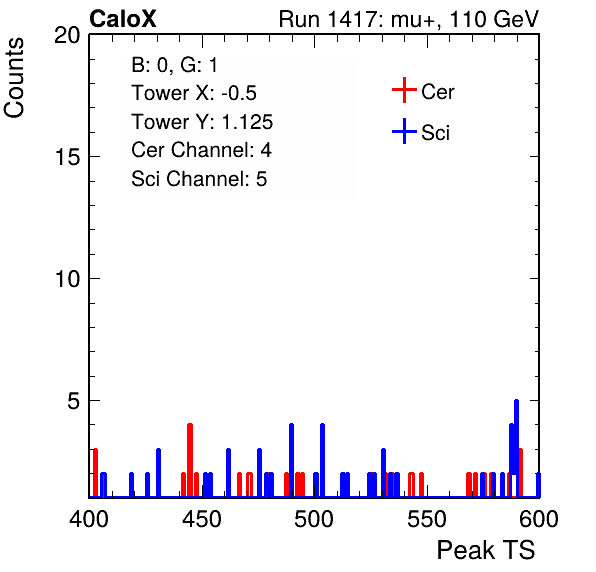 CaloX Run 1417: mu+, 110 GeV
Counts
20
15
10
5
B: 0, G: 1
Tower X: -0.5
Tower Y: 1.125
Cer Channel: 4
Sci Channel: 5
Cer
Sci
400 450 500 550 600
Peak TS